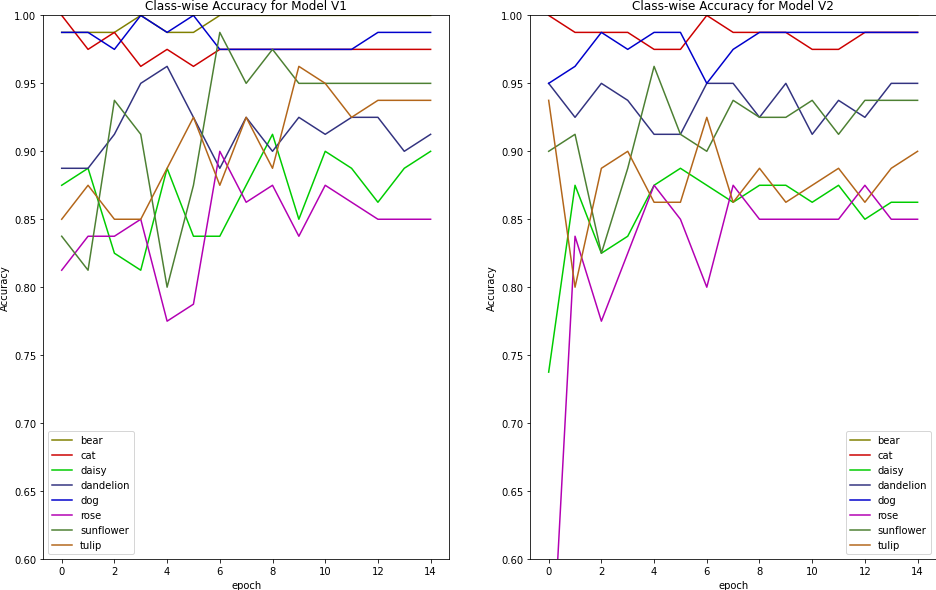 Class-wise Accuracy for Model V1
1.00
0.95
0.90
0.85
0.80
0.75
0.70
0.65
0.60
Accuracy
bear
cat
daisy
dandelion
dog
rose
sunflower
tulip
0 2 4 6 8 10 12 14
epoch
Class-wise Accuracy for Model V2
1.00
0.95
0.90
0.85
0.80
0.75
0.70
0.65
0.60
Accuracy
bear
cat
daisy
dandelion
dog
rose
sunflower
tulip
0 2 4 6 8 10 12 14
epoch